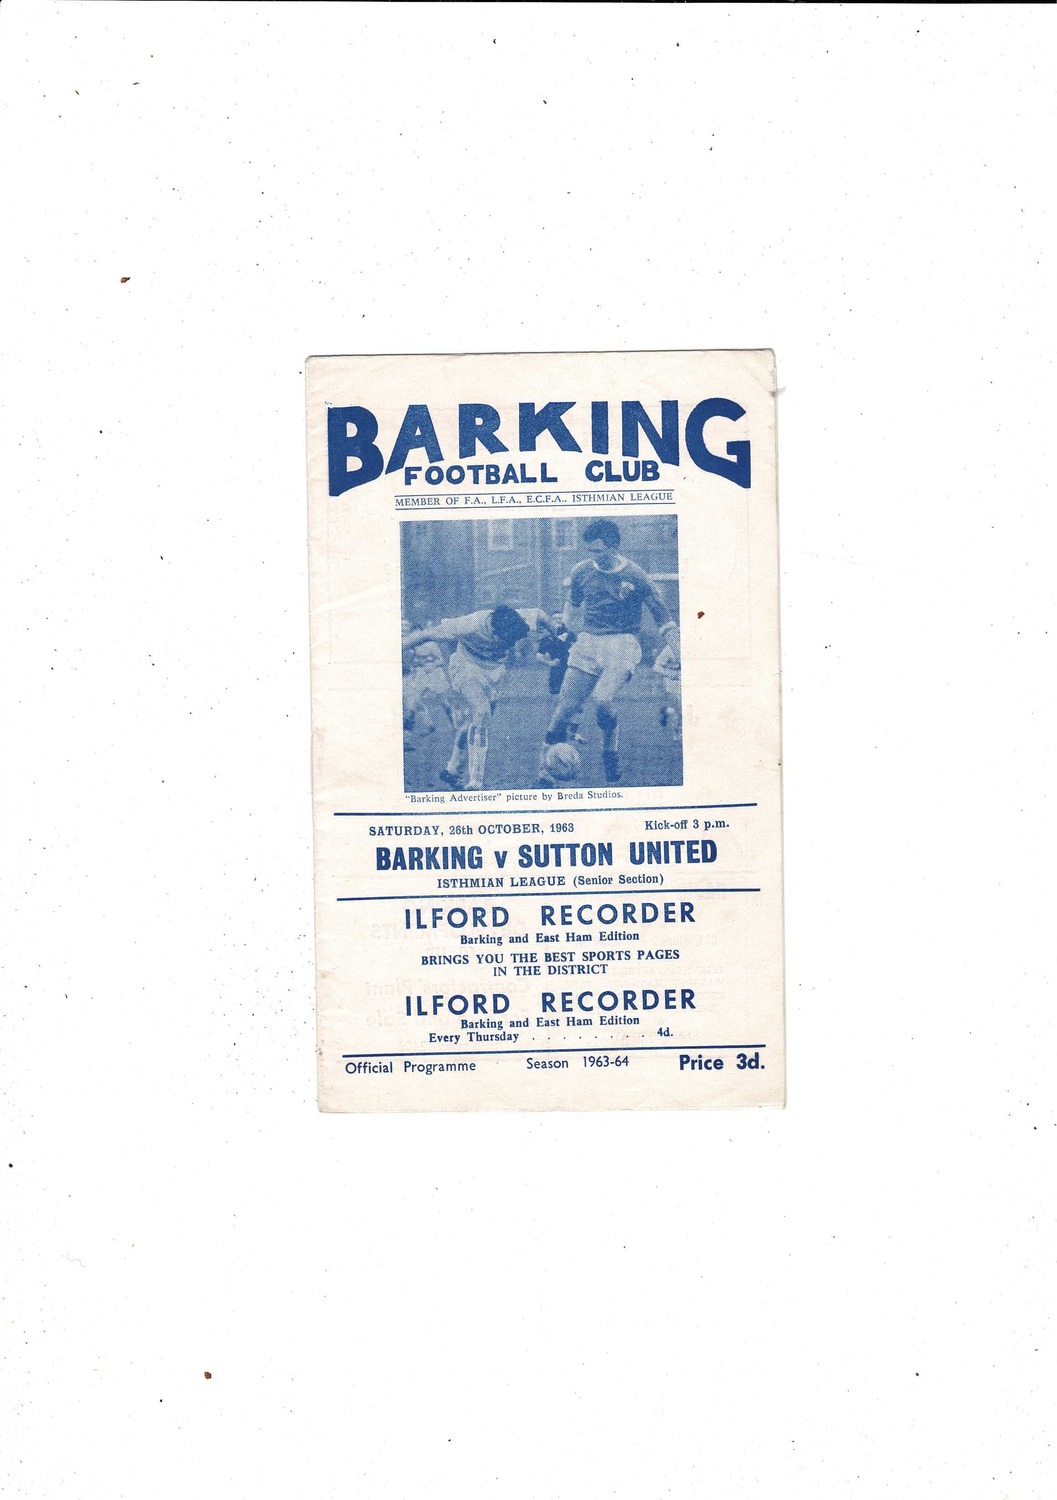 BARKING
FOOTBALL CLUB
MEMBER OF F.A., L.F.A., E.C.F.A., ISTHMIAN LEAGUE
"Barking Advertiser" picture by Breda Studios.
SATURDAY, 26th OCTOBER, 1963 Kick-off 3 p.m.
BARKING v SUTTON UNITED
ISTHMIAN LEAGUE (Senior Section)
ILFORD RECORDER
Barking and East Ham Edition
BRINGS YOU THE BEST SPORTS PAGES
IN THE DISTRICT
ILFORD RECORDER
Barking and East Ham Edition
Every Thursday . . . . . . . . 4d.
Official Programme Season 1963-64 Price 3d.